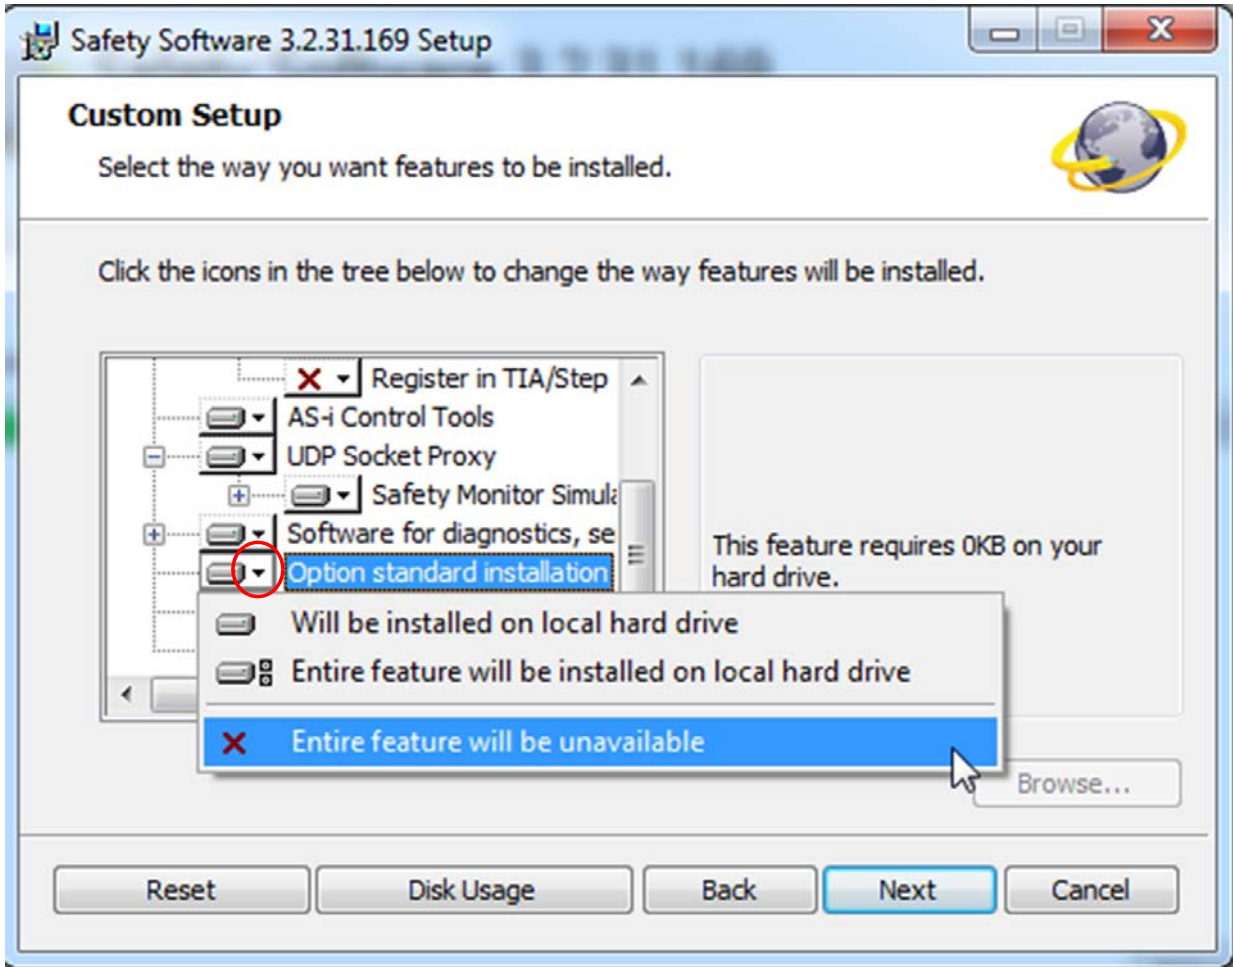 Safety Software 3.2.31.169 Setup
Custom Setup
Select the way you want features to be installed.
Click the icons in the tree below to change the way features will be installed.
Register in TIA/Step
AS-i Control Tools
UDP Socket Proxy
Safety Monitor Simula
Software for diagnostics, se
Option standard installation
This feature requires 0KB on your
hard drive.
Will be installed on local hard drive
Entire feature will be installed on local hard drive
Entire feature will be unavailable
Browse...
Reset
Disk Usage
Back
Next
Cancel